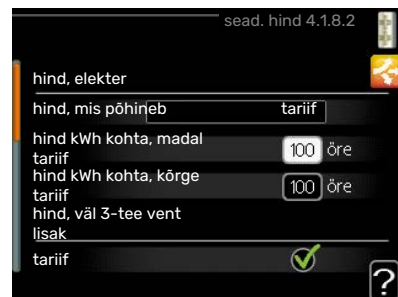 sead. hind 4.1.8.2
hind, elekter
hind, mis põhineb tariif
hind kWh kohta, madal
tariif
100 öre
hind kWh kohta, kõrge
tariif
100 öre
hind, väl 3-tee vent
lisak
tariif
?